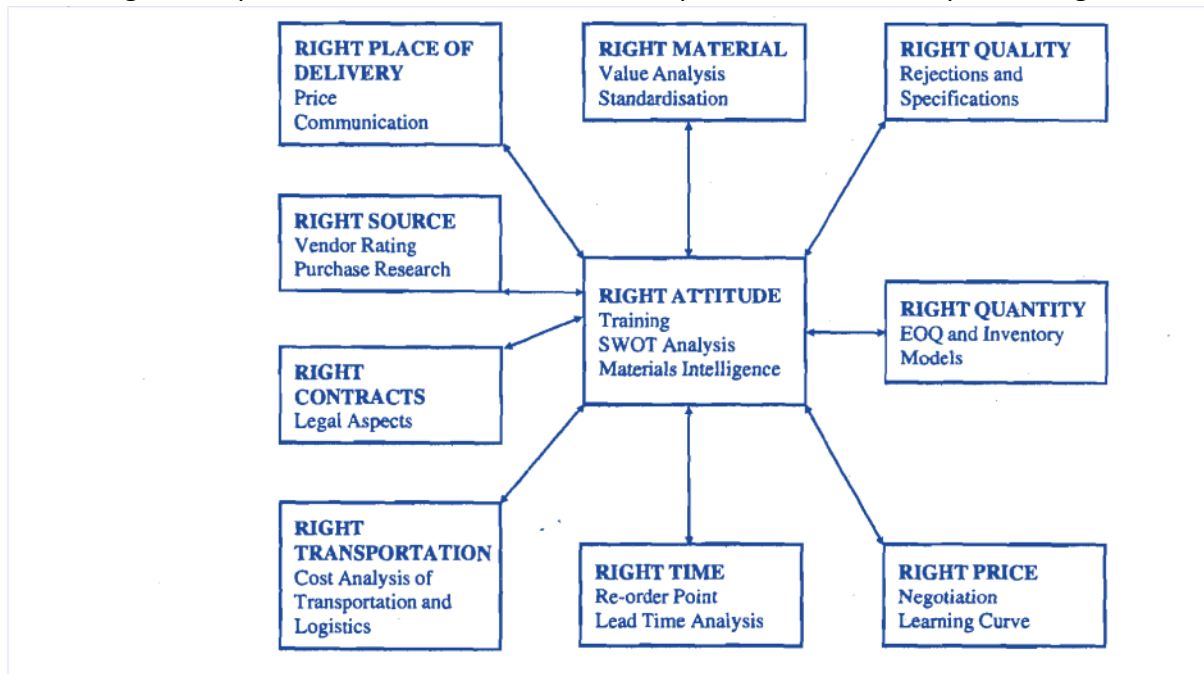 RIGHT PLACE OF
DELIVERY
Price
Communication
RIGHT MATERIAL
Value Analysis
Standardisation
RIGHT QUALITY
Rejections and
Specifications
RIGHT SOURCE
Vendor Rating
Purchase Research
RIGHT ATTITUDE
Training
SWOT Analysis
Materials Intelligence
RIGHT QUANTITY
EOQ and Inventory
Models
RIGHT
CONTRACTS
Legal Aspects
RIGHT
TRANSPORTATION
Cost Analysis of
Transportation and
Logistics
RIGHT TIME
Re-order Point
Lead Time Analysis
RIGHT PRICE
Negotiation
Learning Curve